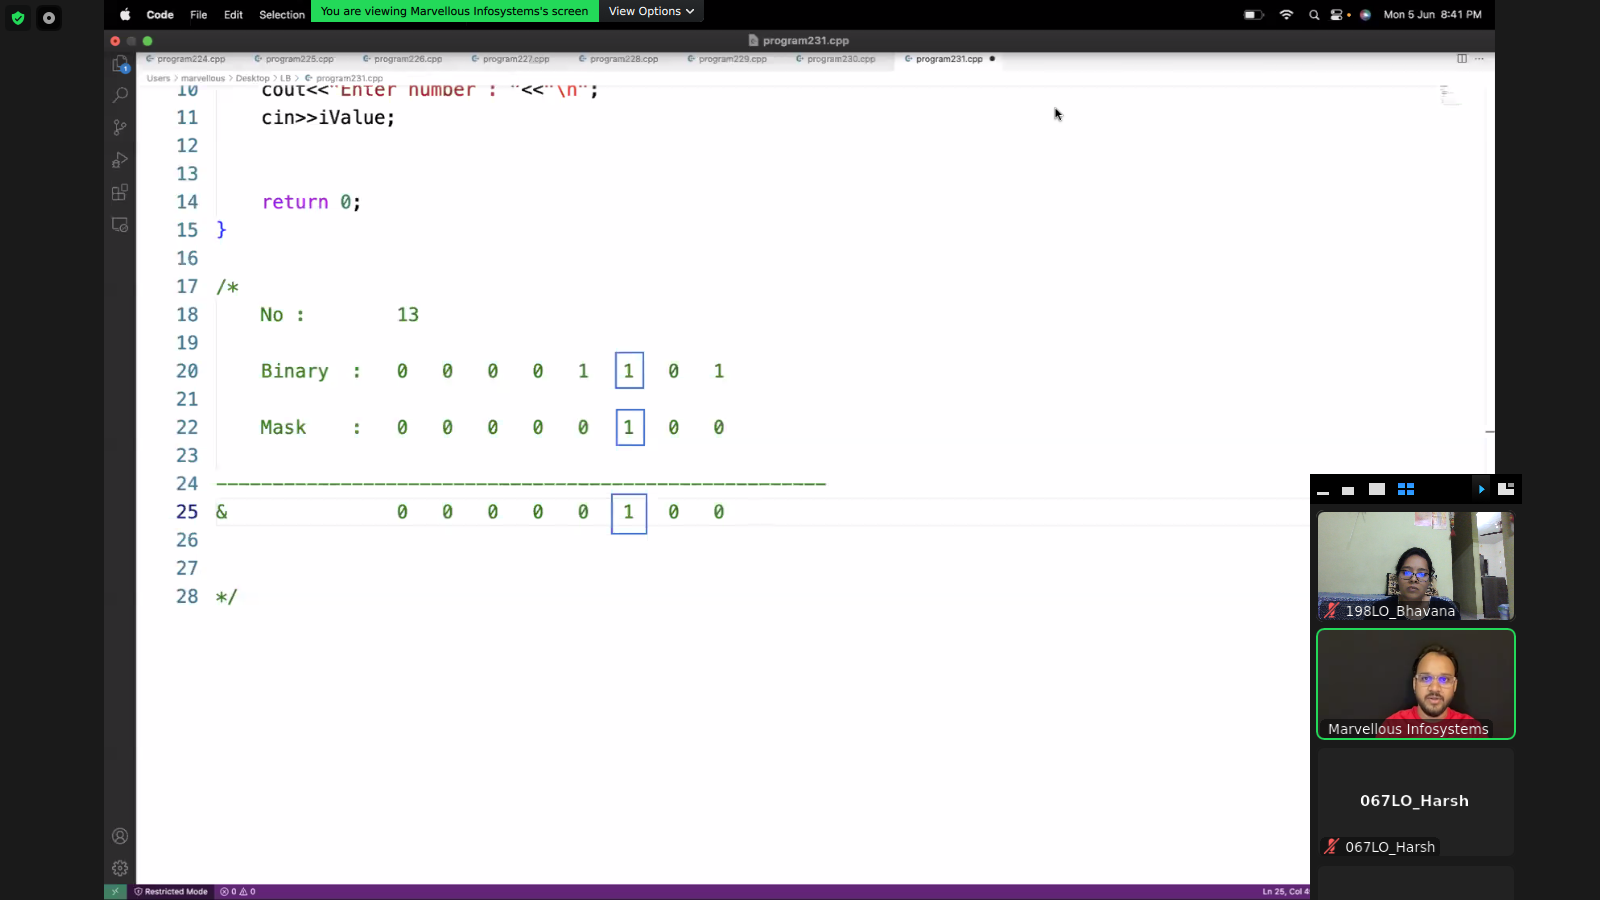 Code File Edit Selection You are viewing Marvellous Infosystems's screen View Options Mon 5 Jun 8:41 PM
program231.cpp
program224.cpp program225.cpp program226.cpp program227.cpp program228.cpp program229.cpp program230.cpp program231.cpp
Users > marvellous > Desktop > LB > program231.cpp
10 cout<<"Enter number : "<<"\n";
11 cin>>iValue;
12
13
14 return 0;
15 }
16
17 /*
18 No : 13
19
20 Binary : 0 0 0 0 1 1 0 1
21
22 Mask : 0 0 0 0 0 1 0 0
23
24 ------------------------------------------------------
25 & 0 0 0 0 0 1 0 0
26
27
28 */
198LO_Bhavana
Marvellous Infosystems
067LO_Harsh
067LO_Harsh
Restricted Mode 0 0 Ln 25, Col 4